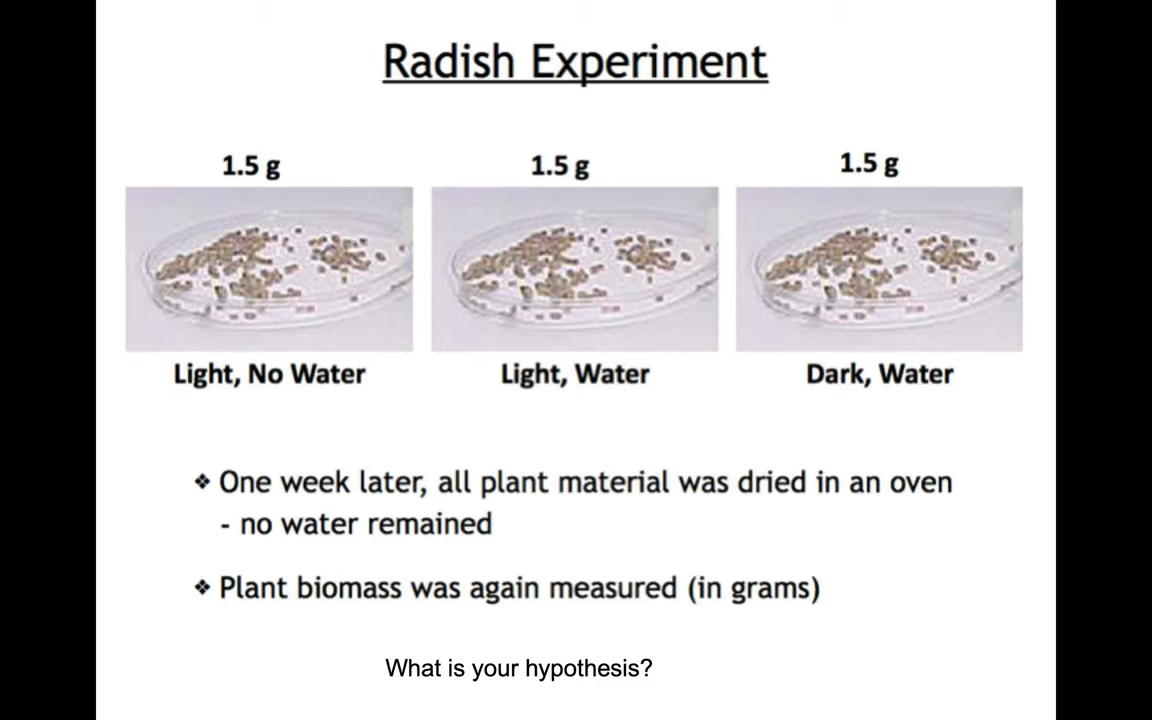 Radish Experiment
1.5 g
1.5 g
1.5 g
Light, No Water
Light, Water
Dark, Water
❖ One week later, all plant material was dried in an oven
- no water remained
❖ Plant biomass was again measured (in grams)
What is your hypothesis?